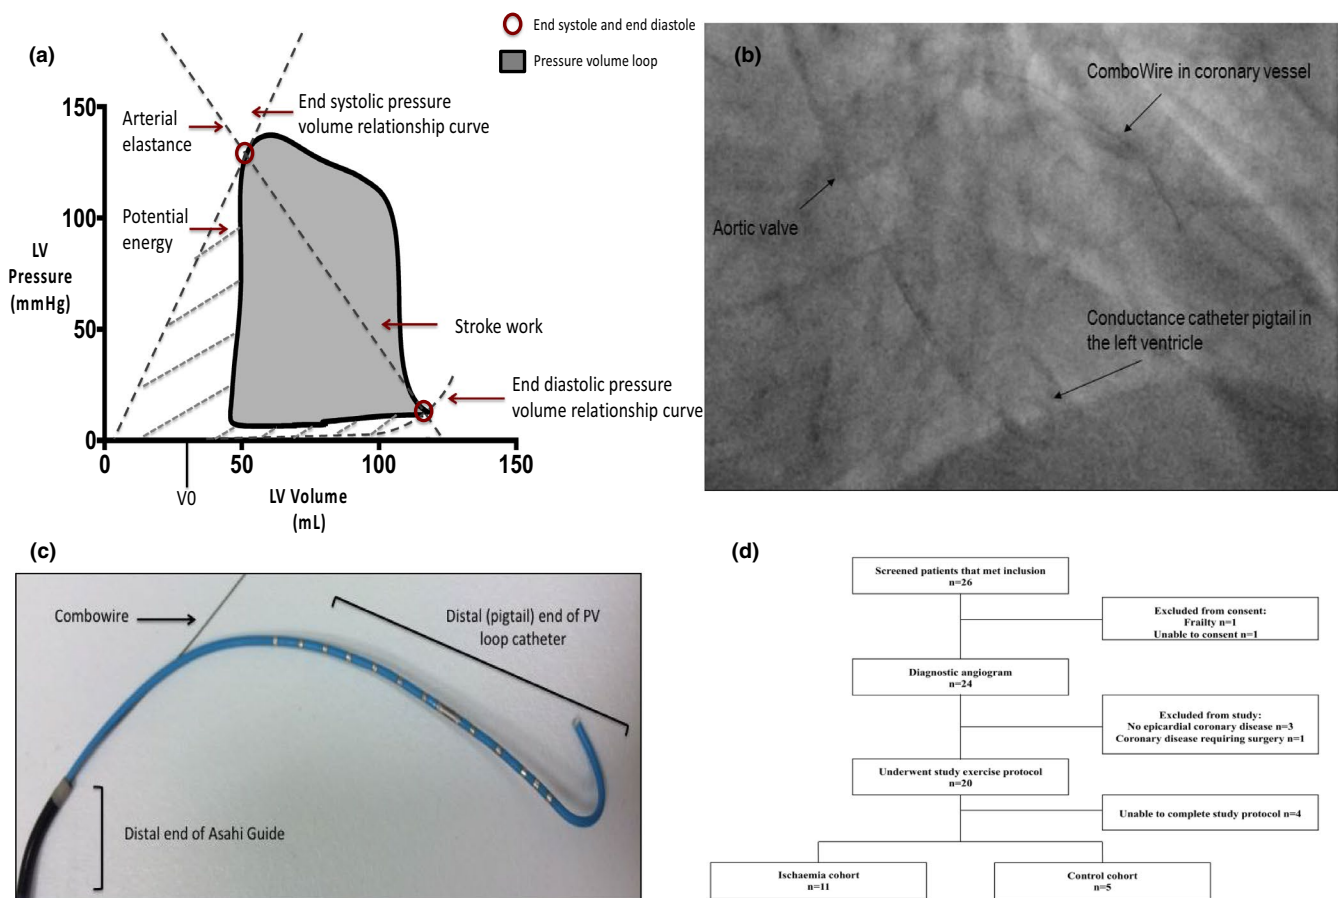 (a)
End systole and end diastole
Pressure volume loop
150
100
50
0
LV
Pressure
(mmHg)
Arterial
elastance
End systolic pressure
volume relationship curve
Potential
energy
Stroke work
End diastolic pressure
volume relationship curve
0
50
100
150
V0
LV Volume
(mL)
(b)
ComboWire in coronary vessel
Aortic valve
Conductance catheter pigtail in
the left ventricle
(c)
Combowire
Distal (pigtail) end of PV
loop catheter
Distal end of Asahi Guide
(d)
Screened patients that met inclusion
n=26
Excluded from consent:
Frailty n=1
Unable to consent n=1
Diagnostic angiogram
n=24
Excluded from study:
No epicardial coronary disease n=3
Coronary disease requiring surgery n=1
Underwent study exercise protocol
n=20
Unable to complete study protocol n=4
Ischaemia cohort
n=11
Control cohort
n=5